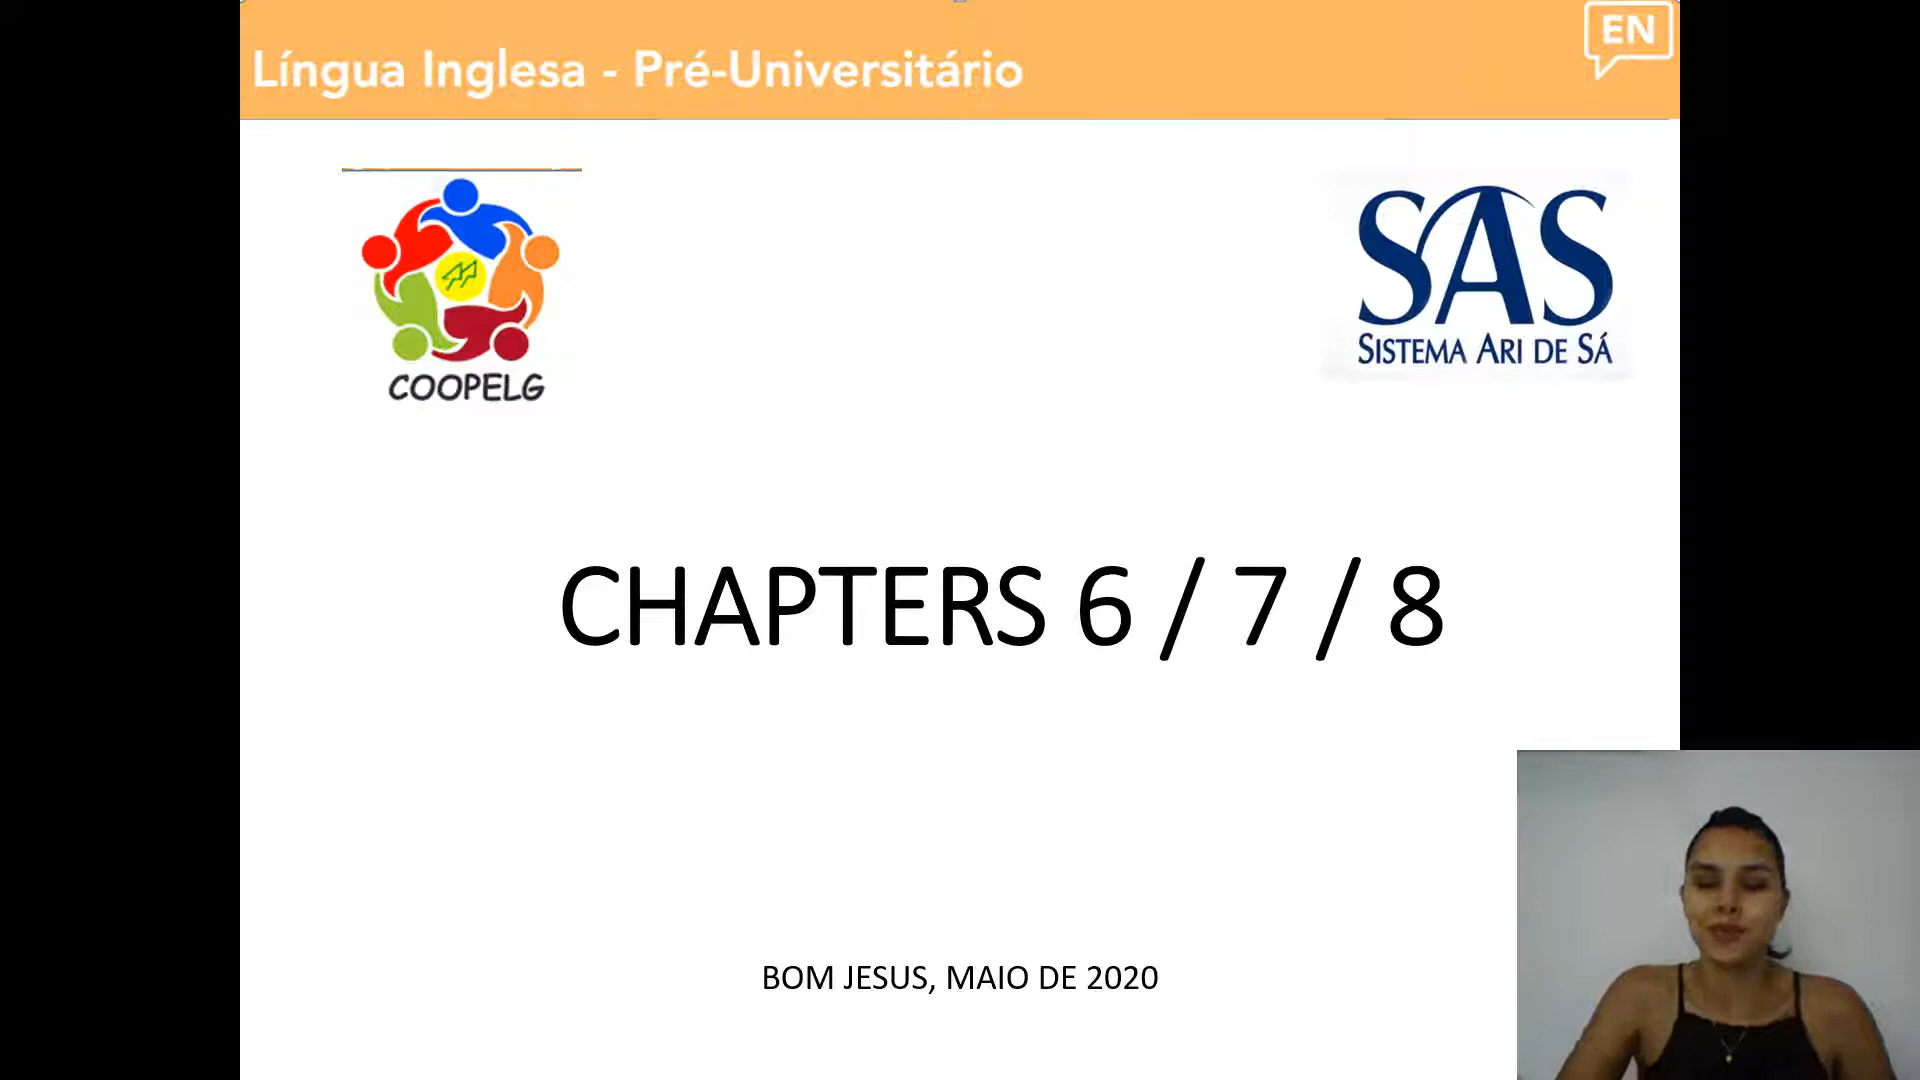 EN
Língua Inglesa - Pré-Universitário
COOPELG
SAS
SISTEMA ARI DE SÁ
CHAPTERS 6 / 7 / 8
BOM JESUS, MAIO DE 2020